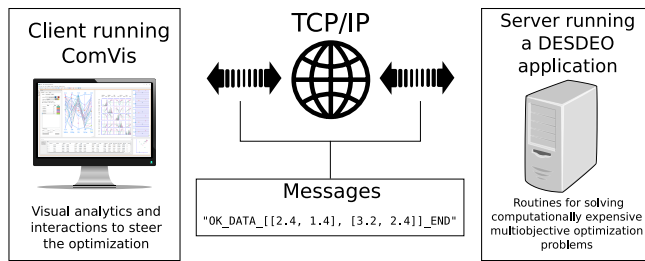 Client running
ComVis
Visual analytics and
interactions to steer
the optimization
TCP/IP
Messages
"OK_DATA_[[2.4, 1.4], [3.2, 2.4]]_END"
Server running
a DESDEO
application
Routines for solving
computationally expensive
multiobjective optimization
problems